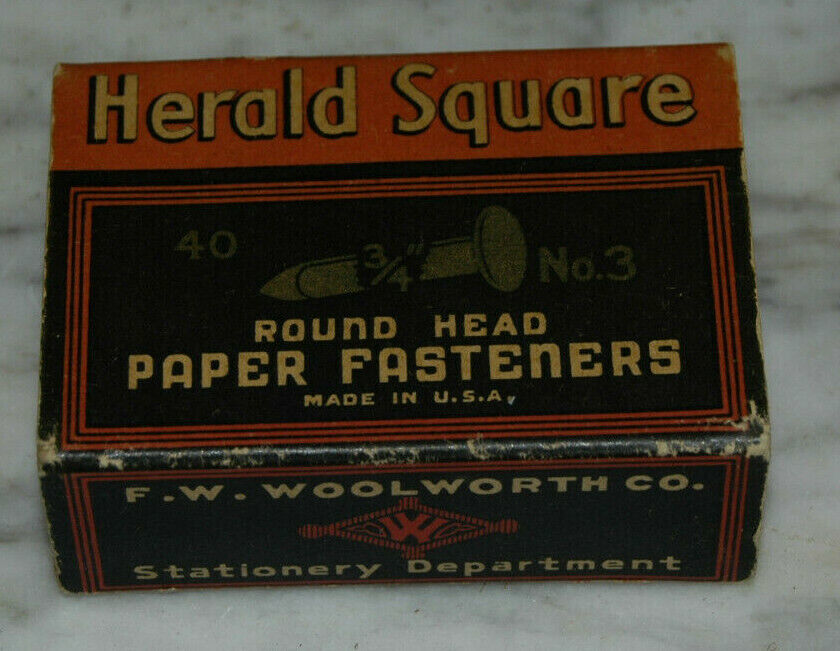 Herald Square
40 3/4" No.3
ROUND HEAD
PAPER FASTENERS
MADE IN U.S.A.
F.W. WOOLWORTH CO.
W
Stationery Department